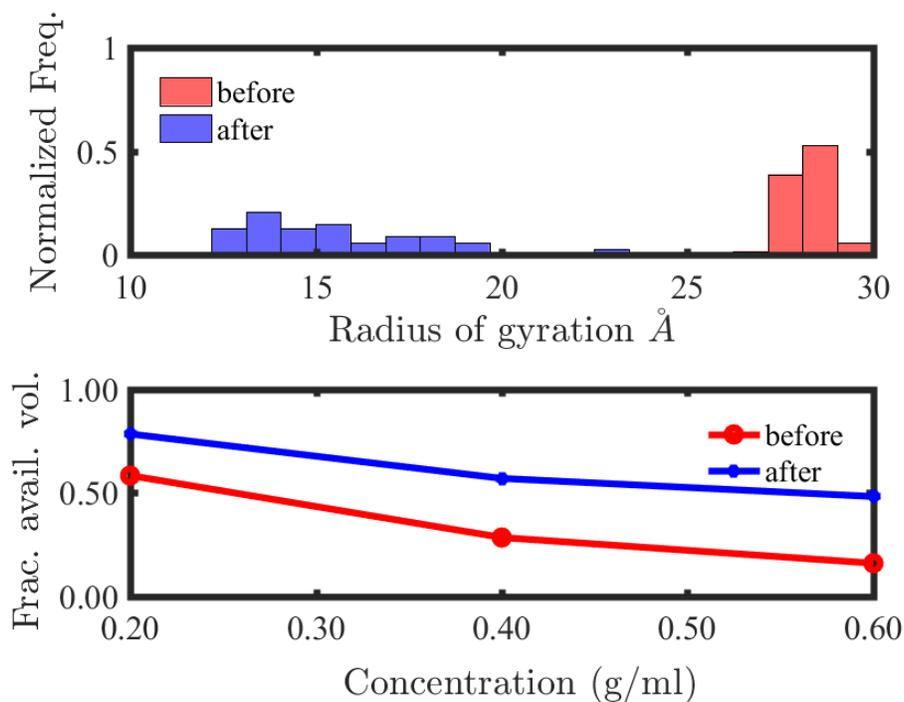 Normalized Freq.
1
0.5
0
before
after
10 15 20 25 30
Radius of gyration Å
Frac. avail. vol.
1.00
0.50
0.00
before
after
0.20 0.30 0.40 0.50 0.60
Concentration (g/ml)